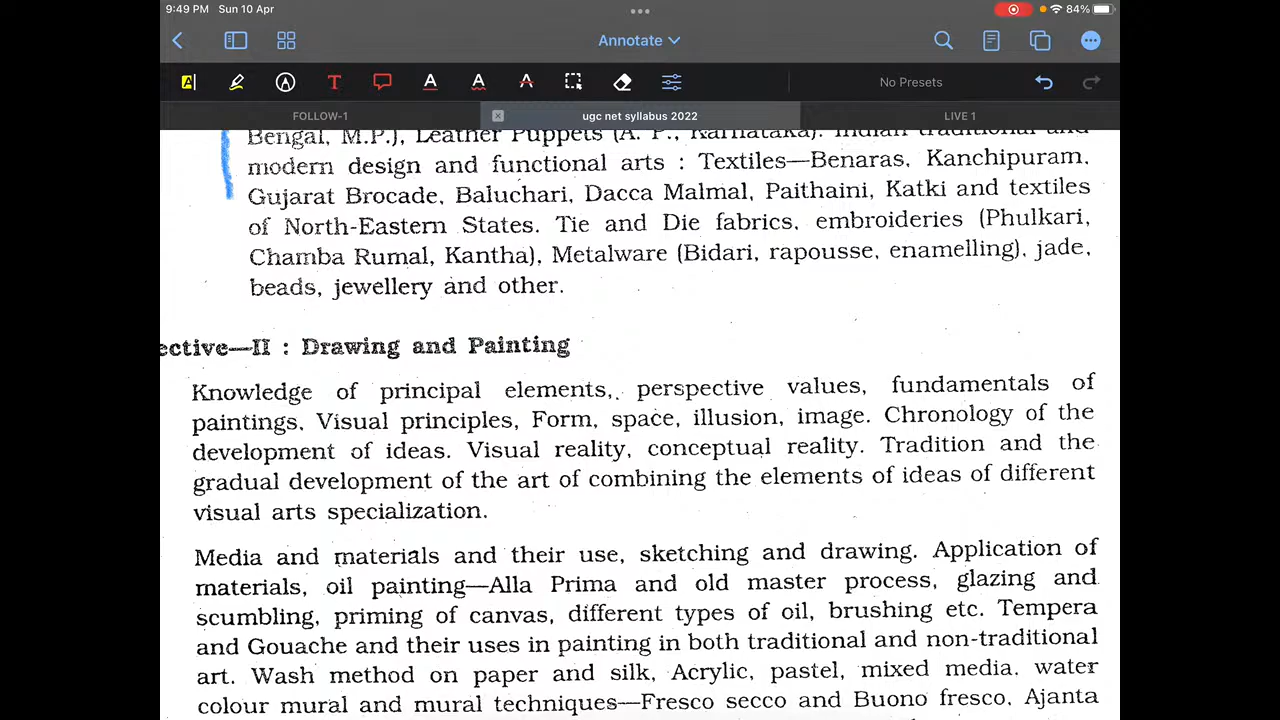 9:49 PM Sun 10 Apr
84%
Annotate
No Presets
FOLLOW-1
ugc net syllabus 2022
LIVE 1
Bengal, M.P.), Leather Puppets (A. P., Karnataka). Indian traditional and
modern design and functional arts : Textiles—Benaras, Kanchipuram,
Gujarat Brocade, Baluchari, Dacca Malmal, Paithaini, Katki and textiles
of North-Eastern States. Tie and Die fabrics, embroideries (Phulkari,
Chamba Rumal, Kantha), Metalware (Bidari, rapousse, enamelling), jade,
beads, jewellery and other.
ective—II : Drawing and Painting
Knowledge of principal elements, perspective values, fundamentals of
paintings. Visual principles, Form, space, illusion, image. Chronology of the
development of ideas. Visual reality, conceptual reality. Tradition and the
gradual development of the art of combining the elements of ideas of different
visual arts specialization.
Media and materials and their use, sketching and drawing. Application of
materials, oil painting—Alla Prima and old master process, glazing and
scumbling, priming of canvas, different types of oil, brushing etc. Tempera
and Gouache and their uses in painting in both traditional and non-traditional
art. Wash method on paper and silk, Acrylic, pastel, mixed media. water
colour mural and mural techniques—Fresco secco and Buono fresco, Ajanta